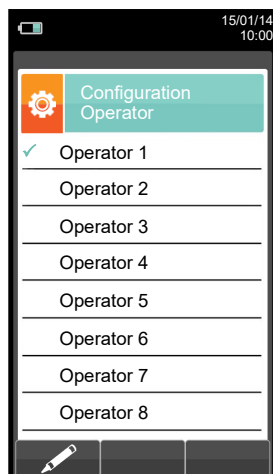 15/01/14
10:00
Configuration
Operator
Operator 1
Operator 2
Operator 3
Operator 4
Operator 5
Operator 6
Operator 7
Operator 8